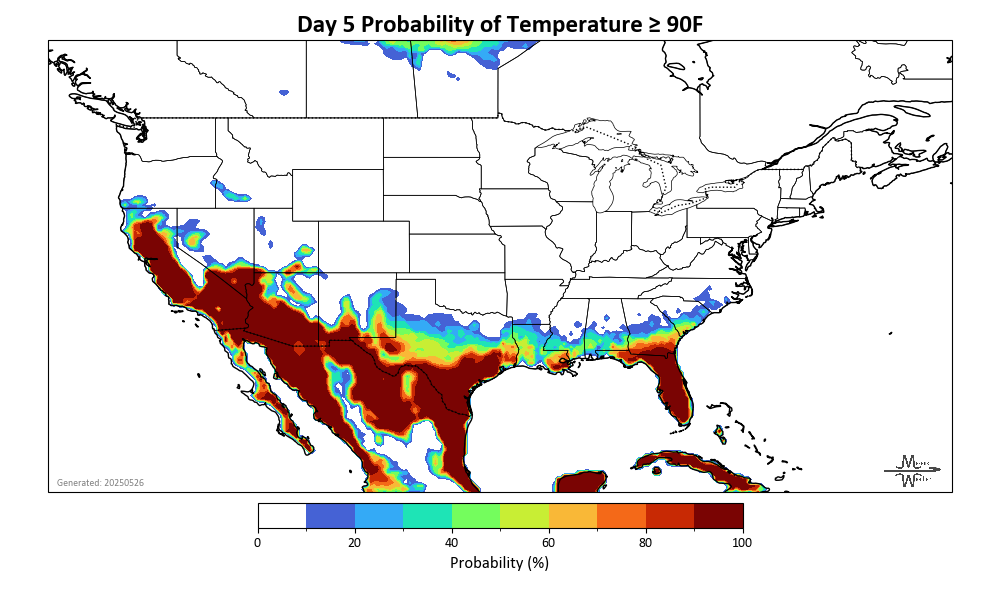 Day 5 Probability of Temperature ≥ 90F
Generated: 20250526
0 20 40 60 80 100
Probability (%)